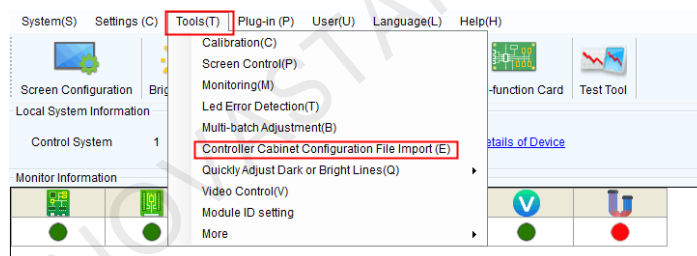 System(S) Settings (C) Tools(T) Plug-in (P) User(U) Language(L) Help(H)
Calibration(C)
Screen Control(P)
Monitoring(M)
Led Error Detection(T)
Multi-batch Adjustment(B)
Controller Cabinet Configuration File Import (E)
Quickly Adjust Dark or Bright Lines(Q)
Video Control(V)
Module ID setting
More
Screen Configuration -function Card Test Tool
Local System Information
Control System 1 etails of Device
Monitor Information
V
NOVASTAR